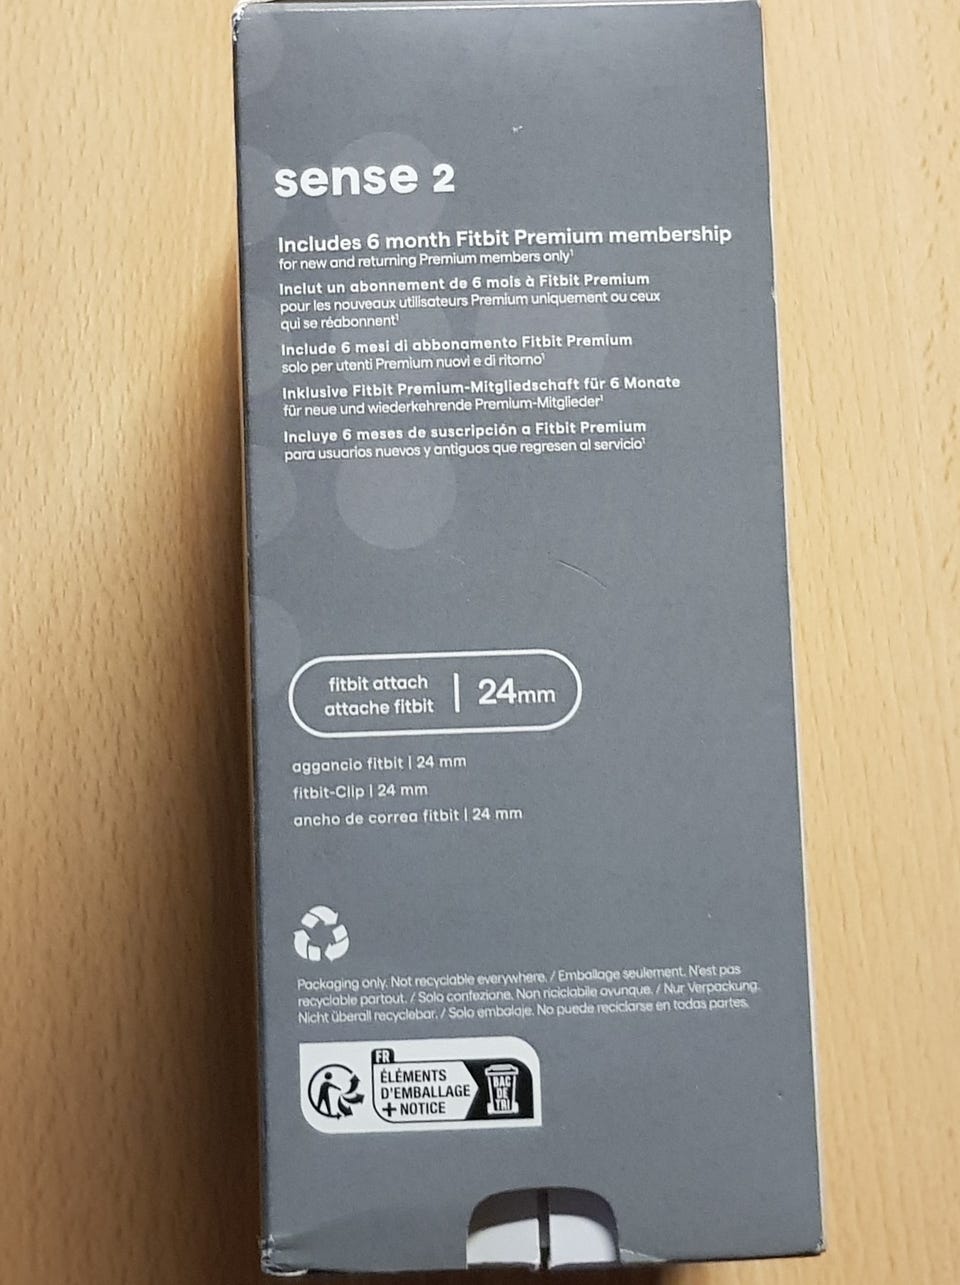 sense 2
Includes 6 month Fitbit Premium membership
for new and returning Premium members only¹
Inclut un abonnement de 6 mois à Fitbit Premium
pour les nouveaux utilisateurs Premium uniquement ou ceux
qui se réabonnent¹
Include 6 mesi di abbonamento Fitbit Premium
solo per utenti Premium nuovi e di ritorno¹
Inklusive Fitbit Premium-Mitgliedschaft für 6 Monate
für neue und wiederkehrende Premium-Mitglieder¹
Incluye 6 meses de suscripción a Fitbit Premium
para usuarios nuevos y antiguos que regresen al servicio¹
fitbit attach
attache fitbit
24mm
aggancio fitbit | 24 mm
fitbit-Clip | 24 mm
ancho de correa fitbit | 24 mm
Packaging only. Not recyclable everywhere. / Emballage seulement. N'est pas
recyclable partout. / Solo confezione. Non riciclabile ovunque. / Nur Verpackung.
Nicht überall recyclebar. / Solo embalaje. No puede reciclarse en todas partes.
FR
ÉLÉMENTS
D'EMBALLAGE
+ NOTICE
BAC
DE
TRI